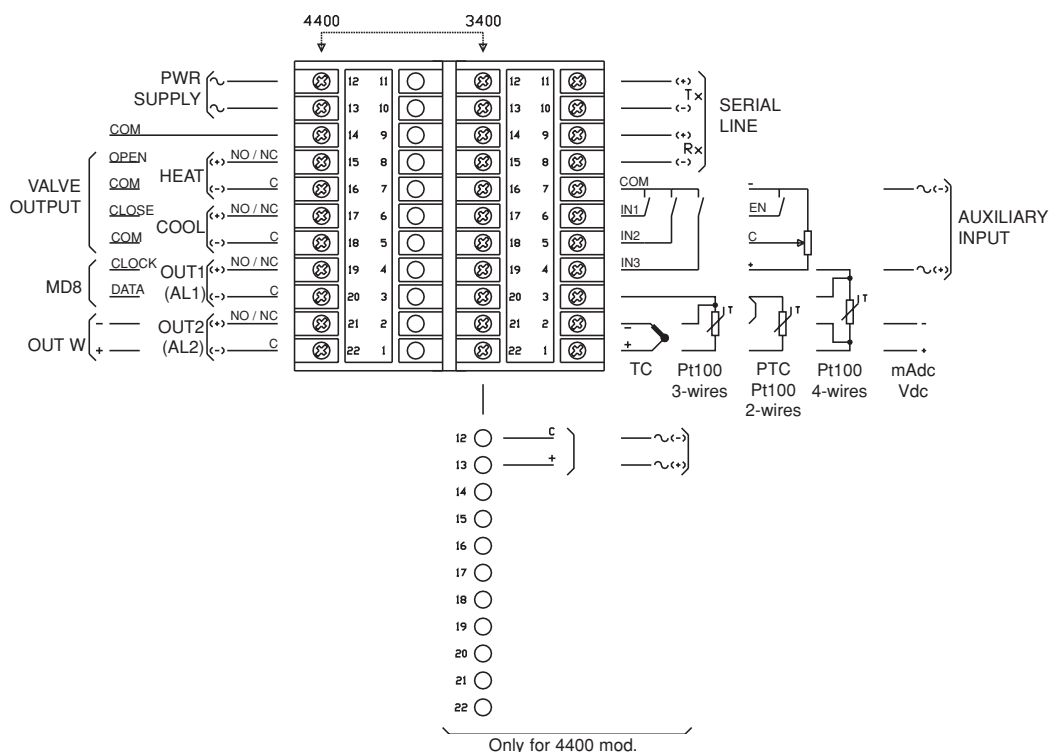 4400 3400
PWR SUPPLY
COM
VALVE OUTPUT
OPEN
COM
CLOSE
COM
HEAT (+) NO / NC
(-) C
COOL (+) NO / NC
(-) C
MD8
CLOCK
DATA
OUT1 (AL1) (+) NO / NC
(-) C
OUT W
-
+
OUT2 (AL2) (+) NO / NC
(-) C
12 11 12 11
13 10 13 10
14 9 14 9
15 8 15 8
16 7 16 7
17 6 17 6
18 5 18 5
19 4 19 4
20 3 20 3
21 2 21 2
22 1 22 1
(+)
Tx
(-)
(+)
Rx
(-)
SERIAL LINE
COM
IN1
IN2
IN3
-
EN
C
+
(-)
(+)
AUXILIARY INPUT
T T T
- -
+ +
TC
Pt100 3-wires
PTC Pt100 2-wires
Pt100 4-wires
mAdc Vdc
12 C (-)
13 + (+)
14
15
16
17
18
19
20
21
22
Only for 4400 mod.